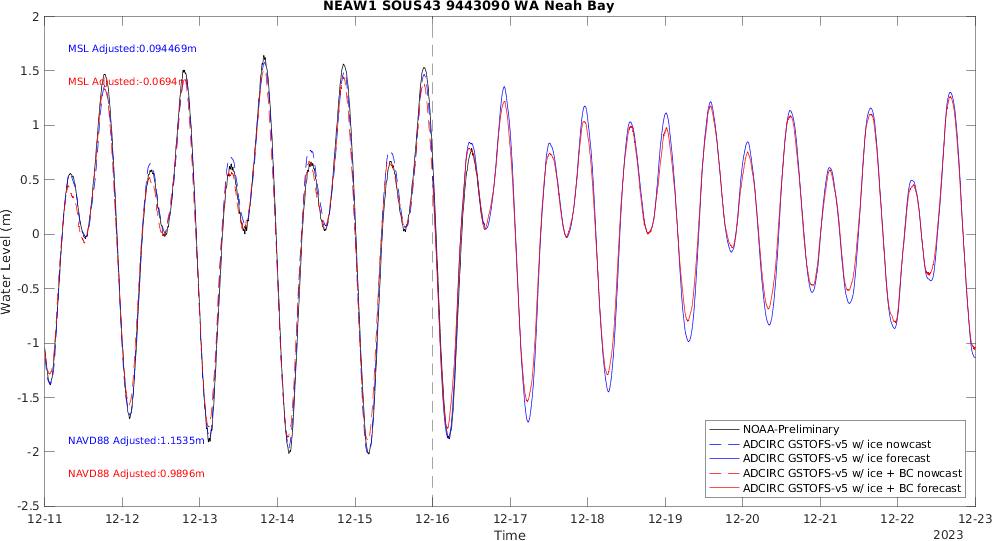 NEAW1 SOUS43 9443090 WA Neah Bay
2
1.5
1
0.5
0
-0.5
-1
-1.5
-2
-2.5
Water Level (m)
MSL Adjusted:0.094469m
MSL Adjusted:-0.0694m
NAVD88 Adjusted:1.1535m
NAVD88 Adjusted:0.9896m
NOAA-Preliminary
ADCIRC GSTOFS-v5 w/ ice nowcast
ADCIRC GSTOFS-v5 w/ ice forecast
ADCIRC GSTOFS-v5 w/ ice + BC nowcast
ADCIRC GSTOFS-v5 w/ ice + BC forecast
12-11 12-12 12-13 12-14 12-15 12-16 12-17 12-18 12-19 12-20 12-21 12-22 12-23
Time
2023